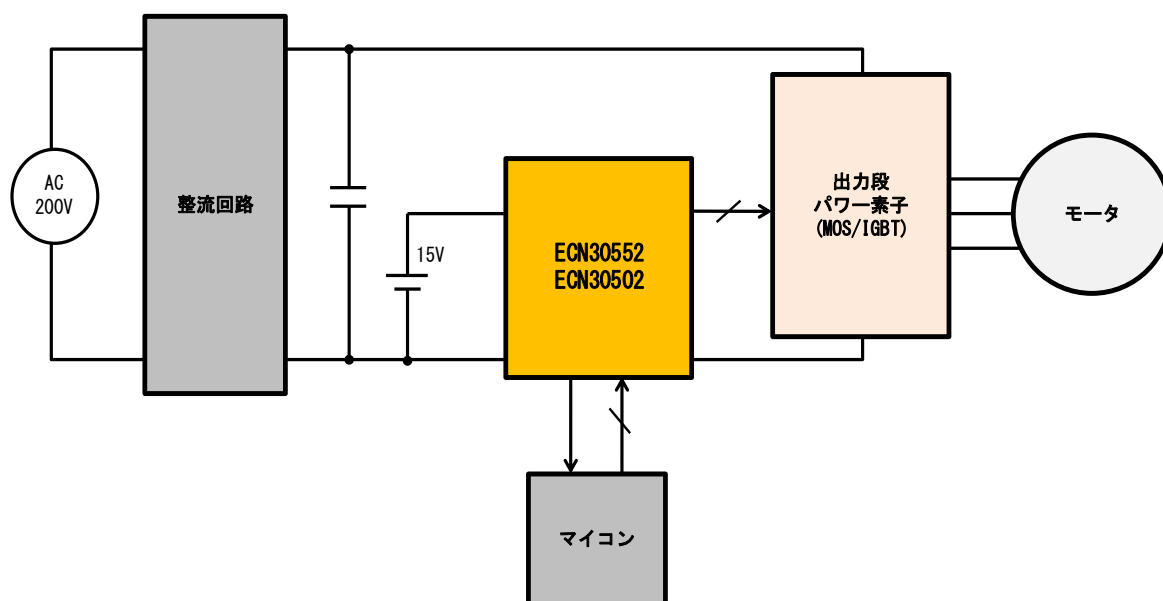 AC
200V
整流回路
15V
ECN30552
ECN30502
出力段
パワー素子
(MOS/IGBT)
モータ
マイコン